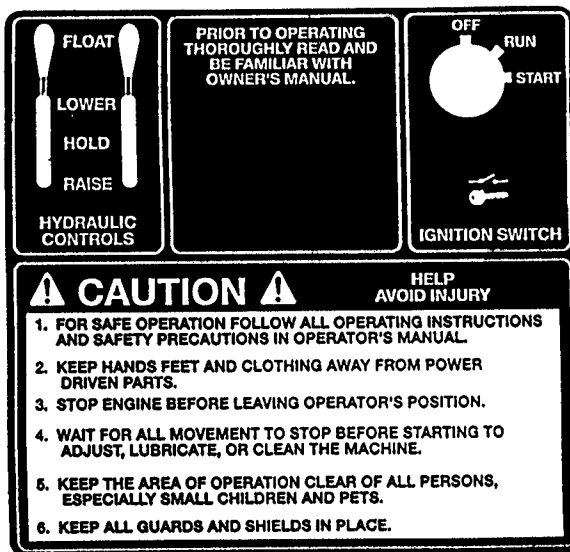 FLOAT
LOWER
HOLD
RAISE
HYDRAULIC
CONTROLS
PRIOR TO OPERATING
THOROUGHLY READ AND
BE FAMILIAR WITH
OWNER'S MANUAL.
OFF
RUN
START
IGNITION SWITCH
CAUTION
HELP
AVOID INJURY
1. FOR SAFE OPERATION FOLLOW ALL OPERATING INSTRUCTIONS
AND SAFETY PRECAUTIONS IN OPERATOR'S MANUAL.
2. KEEP HANDS FEET AND CLOTHING AWAY FROM POWER
DRIVEN PARTS.
3. STOP ENGINE BEFORE LEAVING OPERATOR'S POSITION.
4. WAIT FOR ALL MOVEMENT TO STOP BEFORE STARTING TO
ADJUST, LUBRICATE, OR CLEAN THE MACHINE.
5. KEEP THE AREA OF OPERATION CLEAR OF ALL PERSONS,
ESPECIALLY SMALL CHILDREN AND PETS.
6. KEEP ALL GUARDS AND SHIELDS IN PLACE.